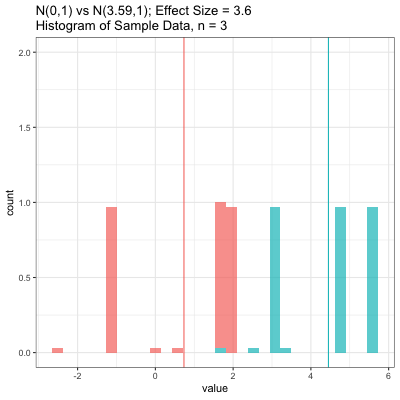 N(0,1) vs N(3.59,1); Effect Size = 3.6
Histogram of Sample Data, n = 3
2.0
1.5
1.0
0.5
0.0
count
-2
0
2
4
6
value